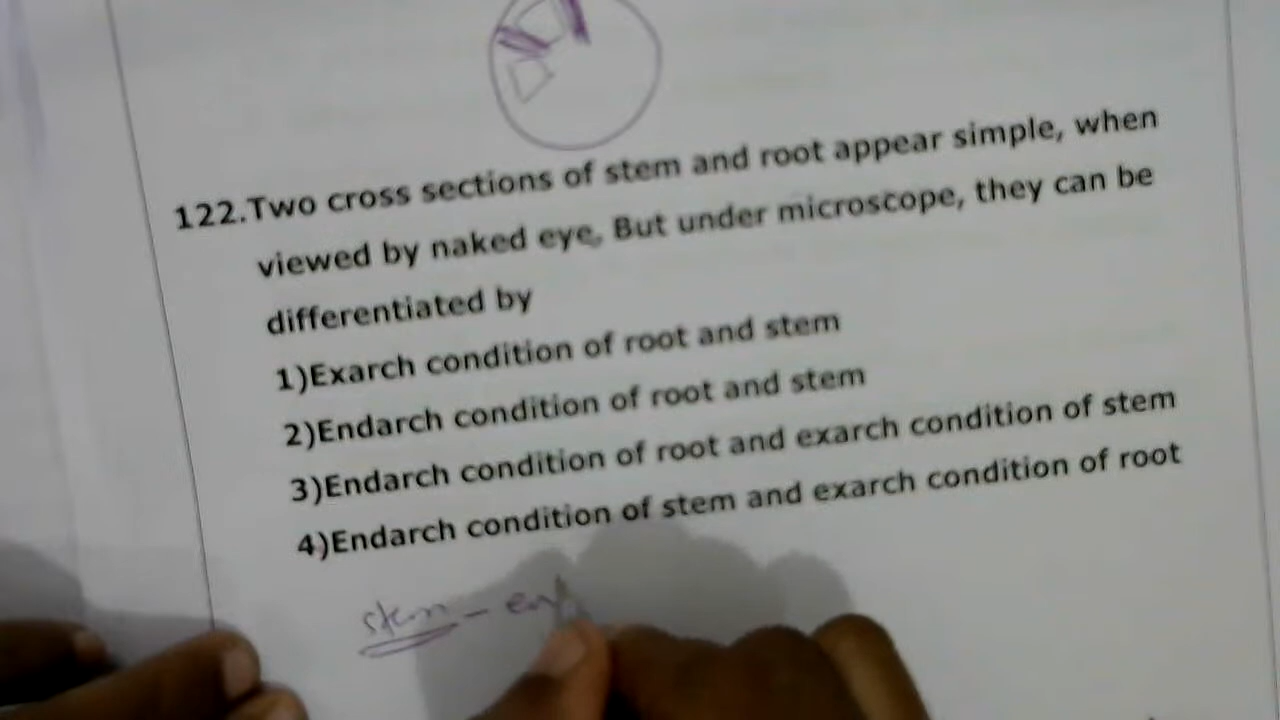 122.Two cross sections of stem and root appear simple, when
viewed by naked eye, But under microscope, they can be
differentiated by
1)Exarch condition of root and stem
2)Endarch condition of root and stem
3)Endarch condition of root and exarch condition of stem
4)Endarch condition of stem and exarch condition of root
stem -